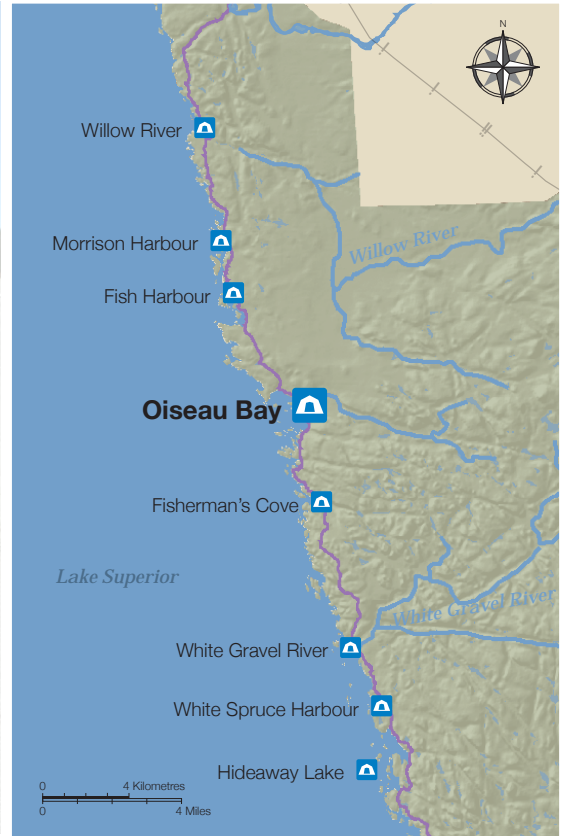 N
Willow River
Willow River
Morrison Harbour
Fish Harbour
Oiseau Bay
Fisherman's Cove
Lake Superior
White Gravel River
White Gravel River
White Spruce Harbour
Hideaway Lake
0 4 Kilometres
0 4 Miles